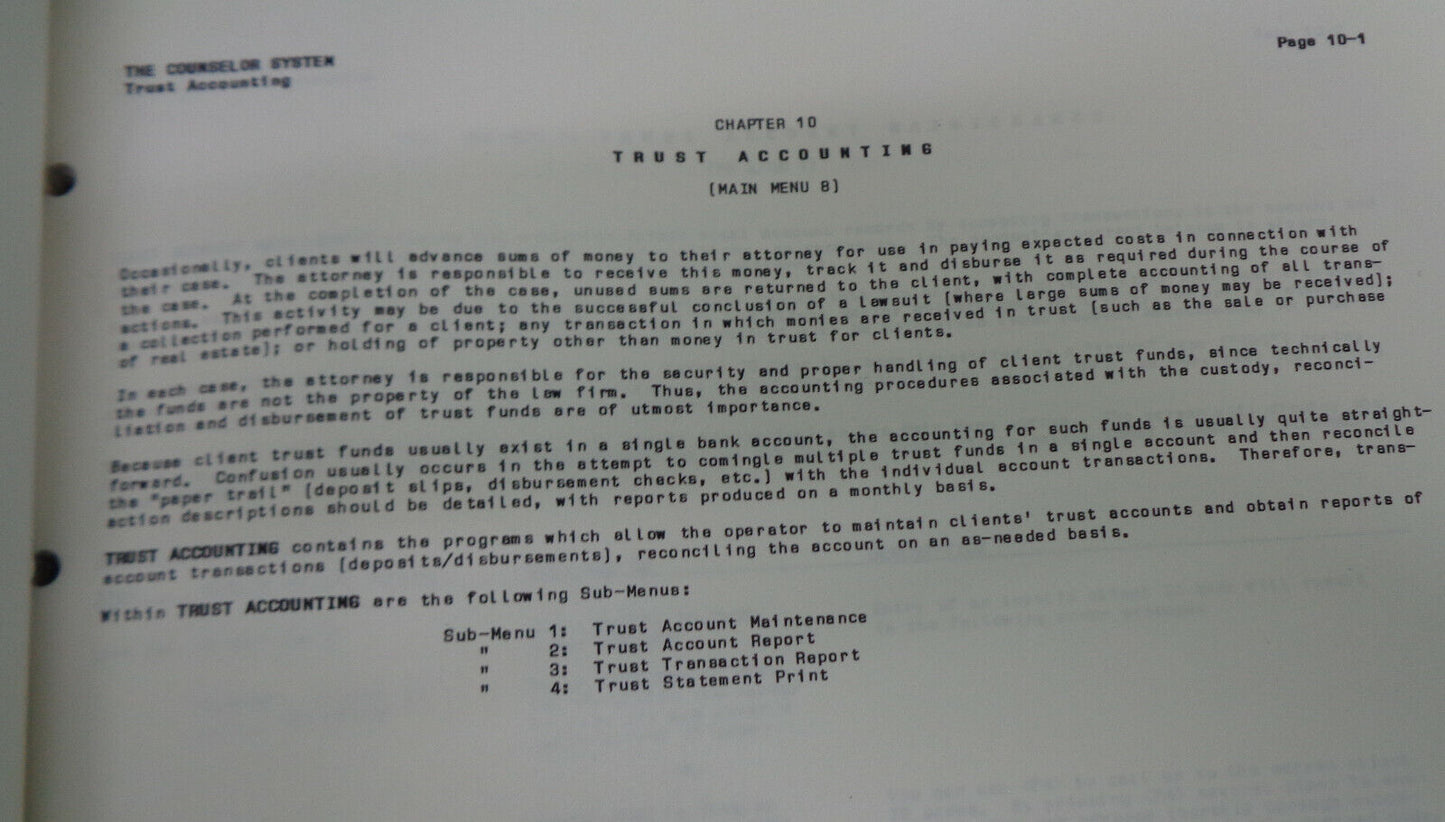 THE COUNSELOR SYSTEM
Trust Accounting
Page 10-1
CHAPTER 10
TRUST ACCOUNTING
(MAIN MENU 8)
Occasionally, clients will advance sums of money to their attorney for use in paying expected costs in connection with
their case. The attorney is responsible to receive this money, track it and disburse it as required during the course of
the case. At the completion of the case, unused sums are returned to the client, with complete accounting of all trans-
actions. This activity may be due to the successful conclusion of a lawsuit (where large sums of money may be received);
a collection performed for a client; any transaction in which monies are received in trust (such as the sale or purchase
of real estate); or holding of property other than money in trust for clients.
In each case, the attorney is responsible for the security and proper handling of client trust funds, since technically
the funds are not the property of the law firm. Thus, the accounting procedures associated with the custody, reconci-
liation and disbursement of trust funds are of utmost importance.
Because client trust funds usually exist in a single bank account, the accounting for such funds is usually quite straight-
forward. Confusion usually occurs in the attempt to comingle multiple trust funds in a single account and then reconcile
the "paper trail" (deposit slips, disbursement checks, etc.) with the individual account transactions. Therefore, trans-
action descriptions should be detailed, with reports produced on a monthly basis.
TRUST ACCOUNTING contains the programs which allow the operator to maintain clients' trust accounts and obtain reports of
account transactions (deposits/disbursements), reconciling the account on an as-needed basis.
Within TRUST ACCOUNTING are the following Sub-Menus:
Sub-Menu 1: Trust Account Maintenance
" 2: Trust Account Report
" 3: Trust Transaction Report
" 4: Trust Statement Print